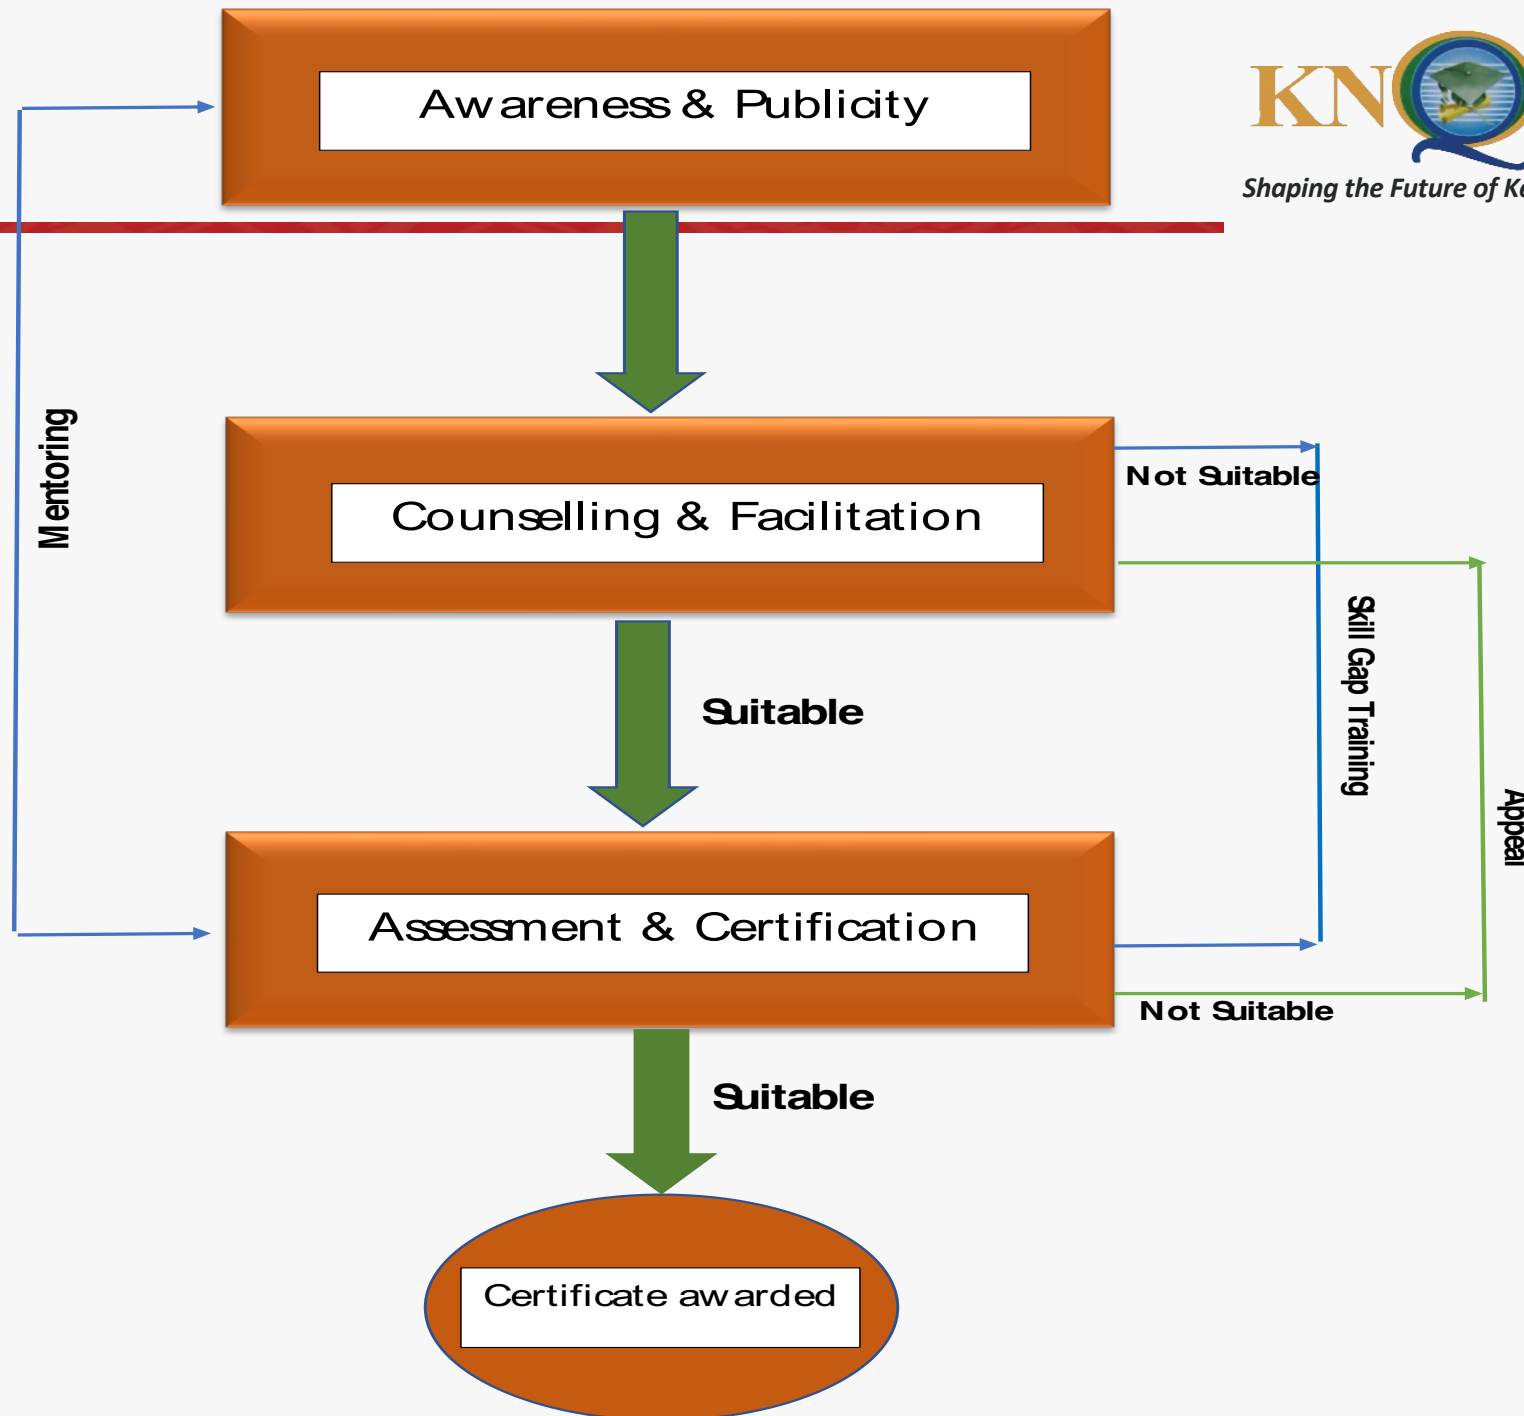 Awareness & Publicity
KNQ
Shaping the Future of Ke
Mentoring
Not Suitable
Counselling & Facilitation
Skill Gap Training
Suitable
Appeal
Assessment & Certification
Not Suitable
Suitable
Certificate awarded